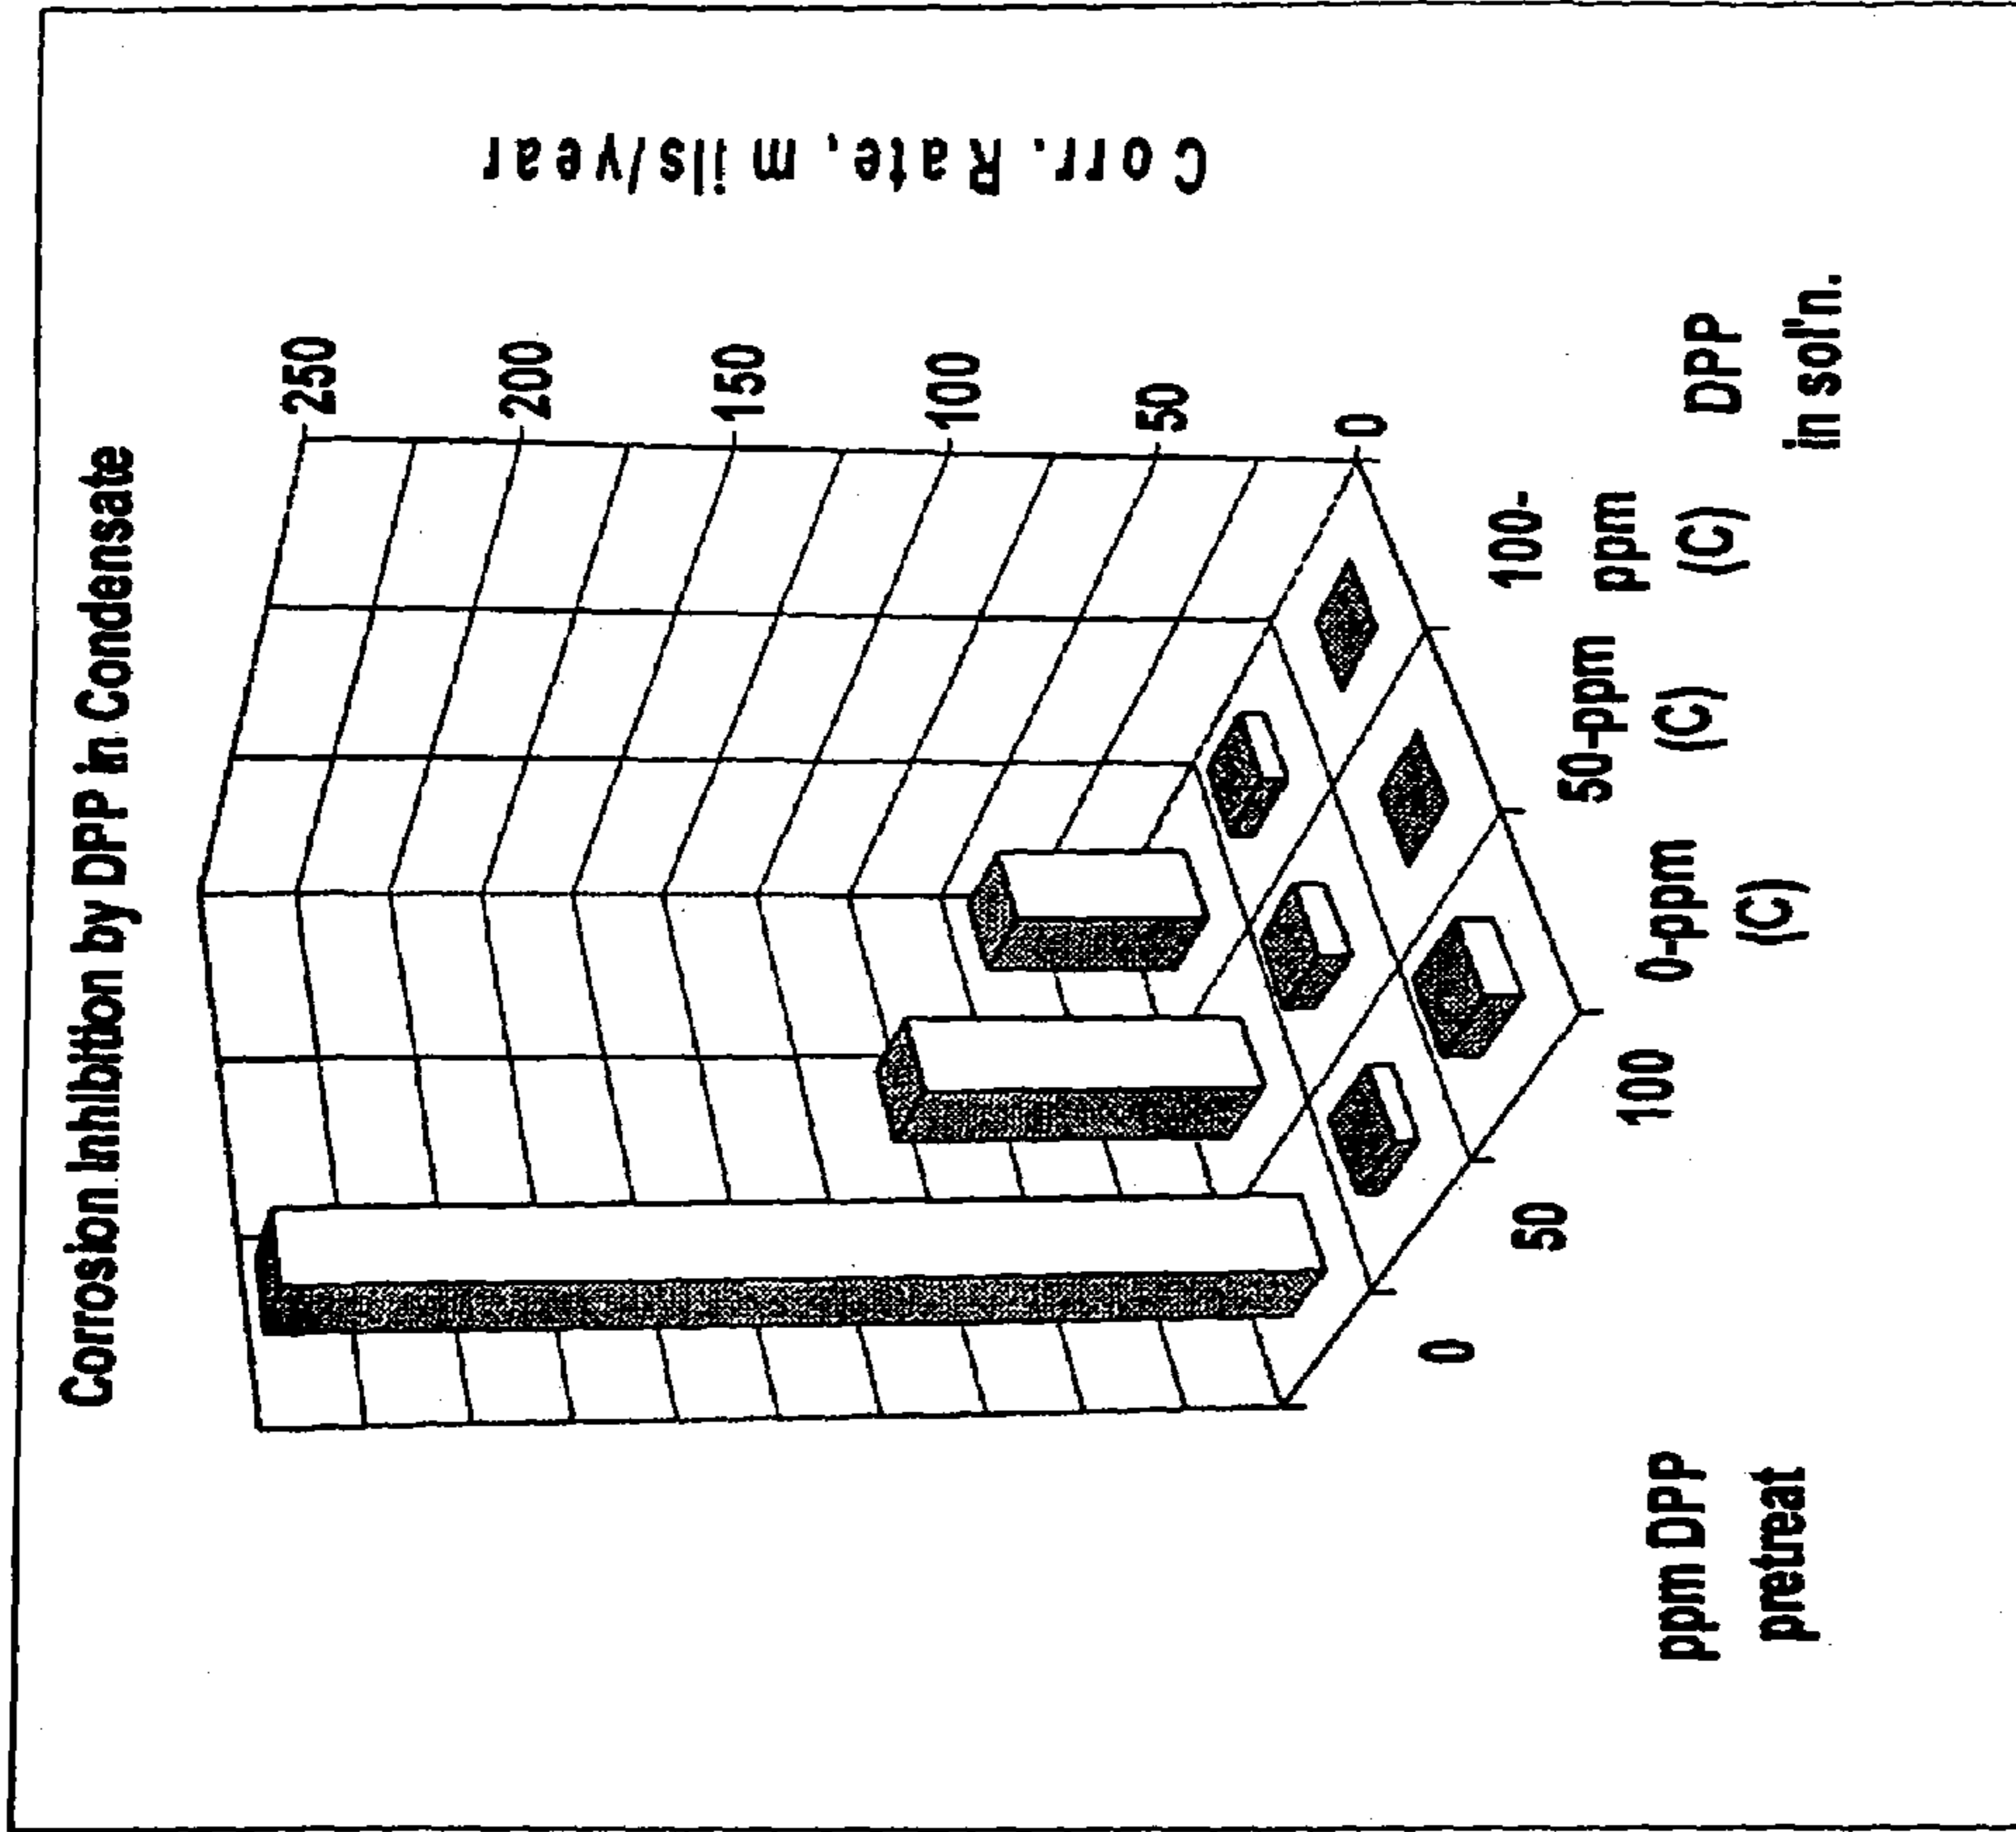 Corrosion Inhibition by DPP in Condensate
250
200
150
100
50
0
Corr. Rate, mils/year
0
50
100
ppm DPP
pretreat
0-ppm
(C)
50-ppm
(C)
100-
ppm
(C)
DPP
in sol'n.